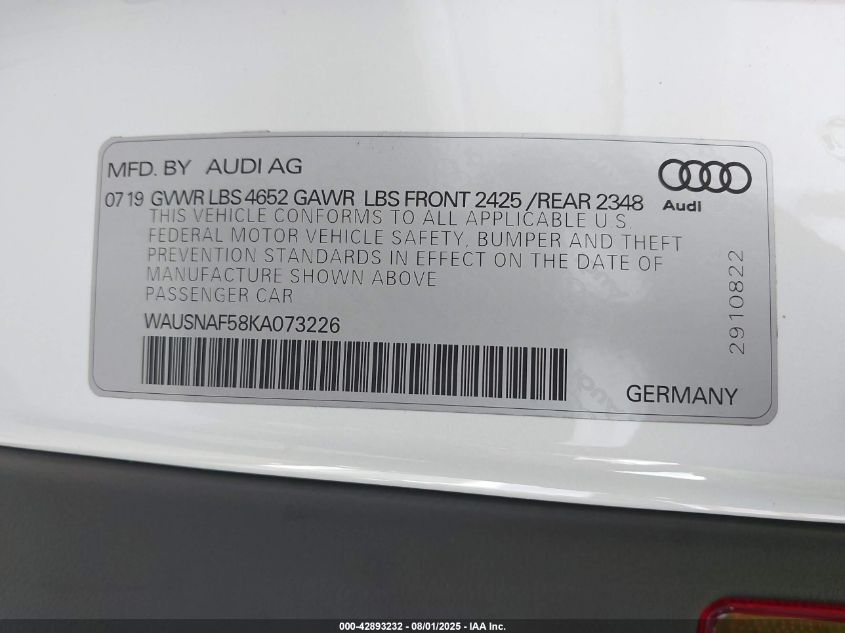 MFD. BY AUDI AG
07 19 GVWR LBS 4652 GAWR LBS FRONT 2425 /REAR 2348
Audi
THIS VEHICLE CONFORMS TO ALL APPLICABLE U.S.
FEDERAL MOTOR VEHICLE SAFETY, BUMPER AND THEFT
PREVENTION STANDARDS IN EFFECT ON THE DATE OF
MANUFACTURE SHOWN ABOVE
PASSENGER CAR
WAUSNAF58KA073226
2910822
GERMANY
000-42893232 - 08/01/2025 - IAA Inc.